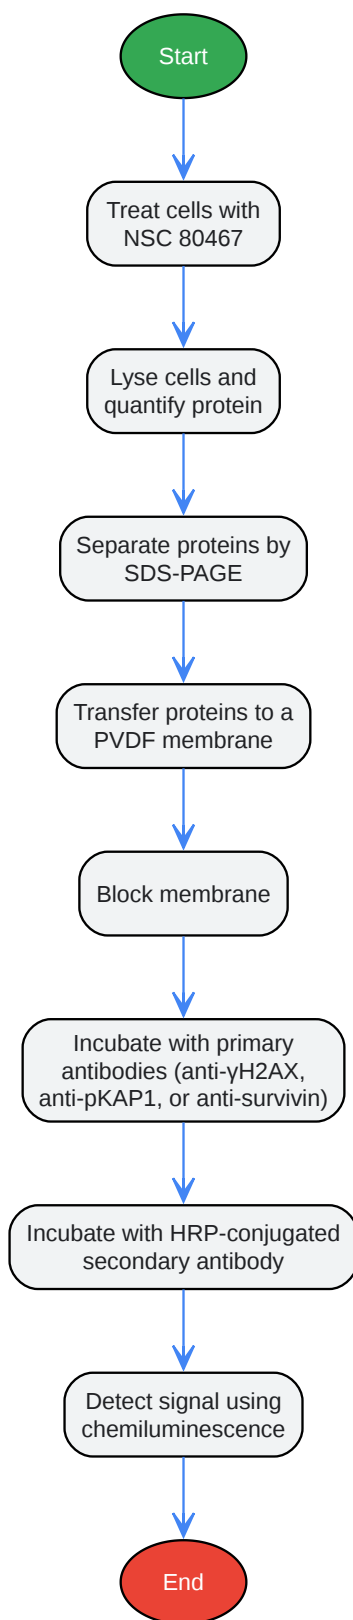 Start
Treat cells with
NSC 80467
Lyse cells and
quantify protein
Separate proteins by
SDS-PAGE
Transfer proteins to a
PVDF membrane
Block membrane
Incubate with primary
antibodies (anti-γH2AX,
anti-pKAP1, or anti-survivin)
Incubate with HRP-conjugated
secondary antibody
Detect signal using
chemiluminescence
End